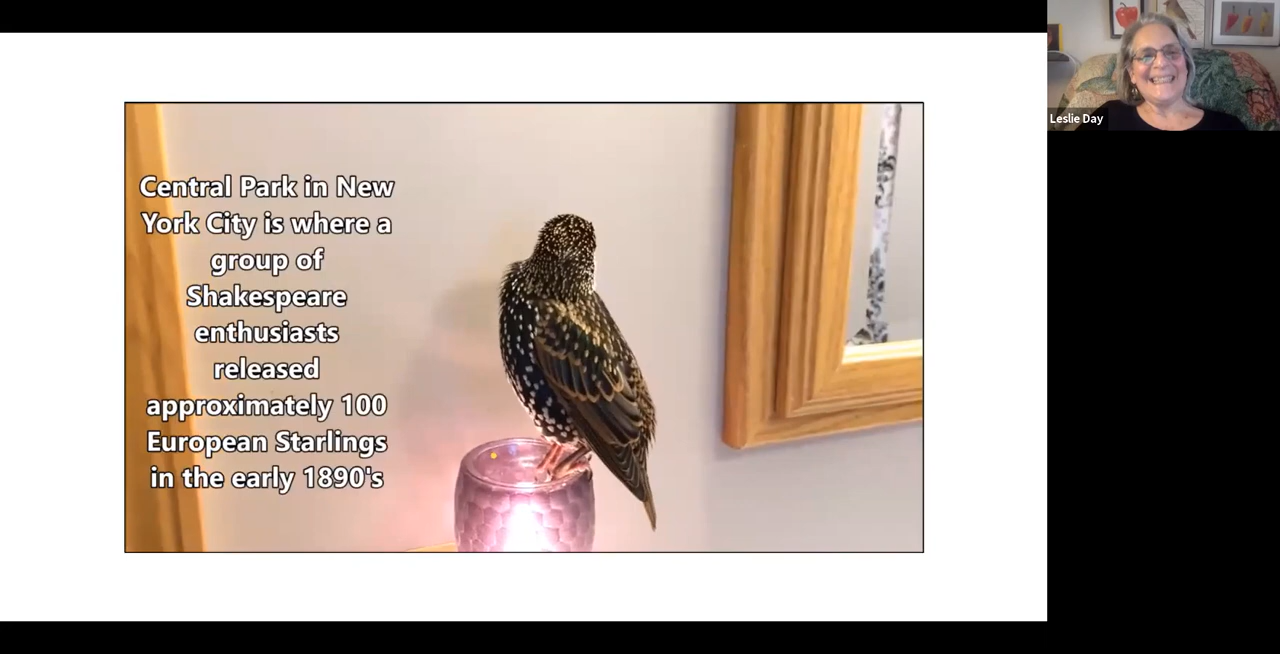 Central Park in New
York City is where a
group of
Shakespeare
enthusiasts
released
approximately 100
European Starlings
in the early 1890's
Leslie Day